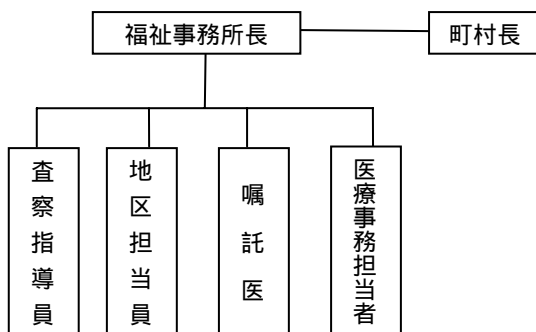 福祉事務所長
町村長
査察指導員
地区担当員
嘱託医
医療事務担当者